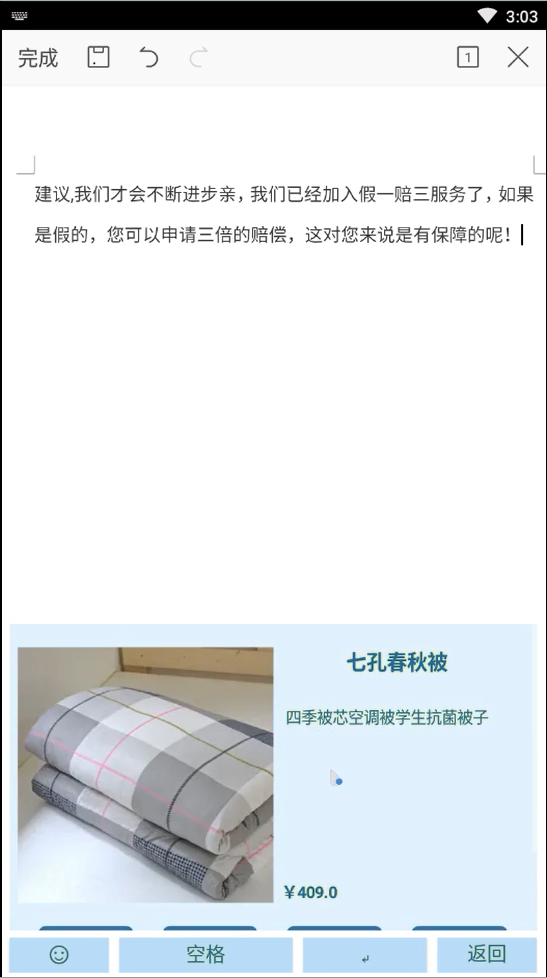 3:03
完成
1
建议,我们才会不断进步亲，我们已经加入假一赔三服务了，如果
是假的，您可以申请三倍的赔偿，这对您来说是有保障的呢！
七孔春秋被
四季被芯空调被学生抗菌被子
￥409.0
空格
返回